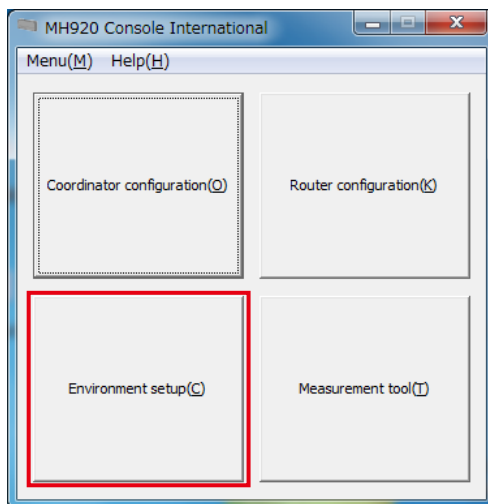 MH920 Console International
Menu(M) Help(H)
Coordinator configuration(O)
Router configuration(K)
Environment setup(C)
Measurement tool(T)